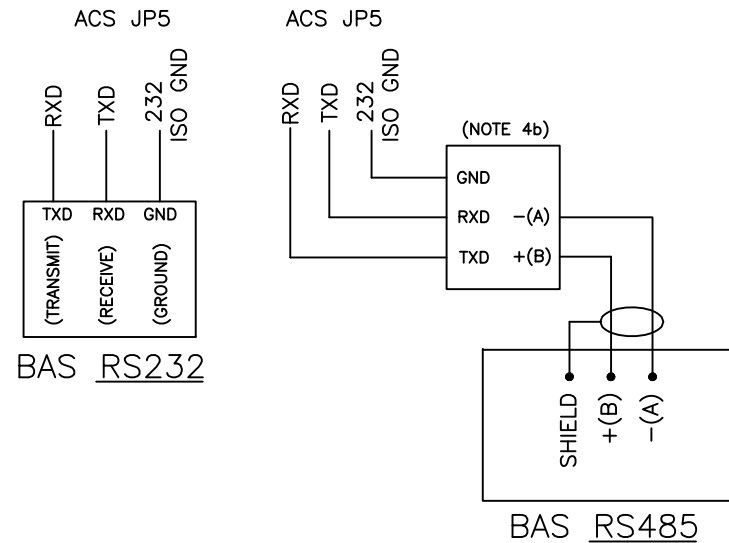 ACS JP5
RXD
TXD
232
ISO GND
TXD RXD GND
(TRANSMIT)
(RECEIVE)
(GROUND)
BAS RS232
ACS JP5
RXD
TXD
232
ISO GND
(NOTE 4b)
GND
RXD -(A)
TXD +(B)
SHIELD
+(B)
-(A)
BAS RS485